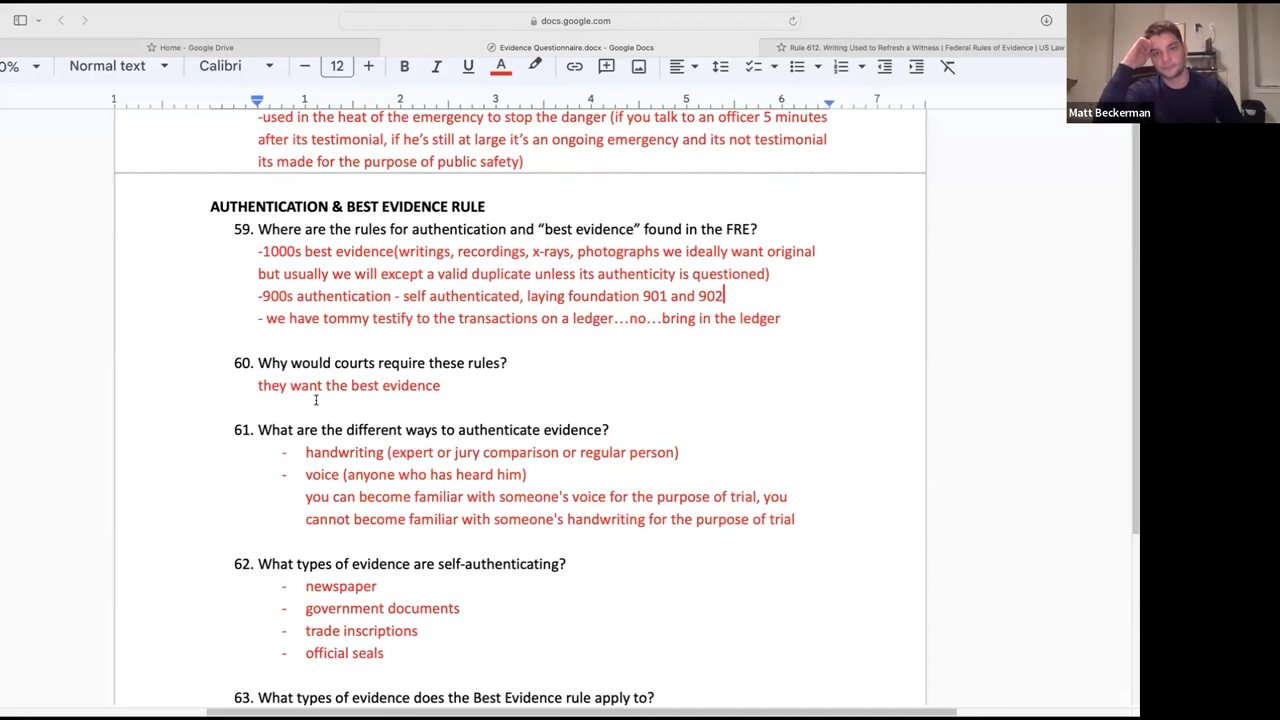 docs.google.com
Home - Google Drive
Evidence Questionnaire.docx - Google Docs
Rule 612. Writing Used to Refresh a Witness | Federal Rules of Evidence | US Law
0%
Normal text
Calibri
12
B I U A
1 1 2 3 4 5 6 7
Matt Beckerman
-used in the heat of the emergency to stop the danger (if you talk to an officer 5 minutes
after its testimonial, if he's still at large it's an ongoing emergency and its not testimonial
its made for the purpose of public safety)
AUTHENTICATION & BEST EVIDENCE RULE
59. Where are the rules for authentication and “best evidence” found in the FRE?
-1000s best evidence(writings, recordings, x-rays, photographs we ideally want original
but usually we will except a valid duplicate unless its authenticity is questioned)
-900s authentication - self authenticated, laying foundation 901 and 902
- we have tommy testify to the transactions on a ledger…no…bring in the ledger
60. Why would courts require these rules?
they want the best evidence
61. What are the different ways to authenticate evidence?
- handwriting (expert or jury comparison or regular person)
- voice (anyone who has heard him)
you can become familiar with someone's voice for the purpose of trial, you
cannot become familiar with someone's handwriting for the purpose of trial
62. What types of evidence are self-authenticating?
- newspaper
- government documents
- trade inscriptions
- official seals
63. What types of evidence does the Best Evidence rule apply to?